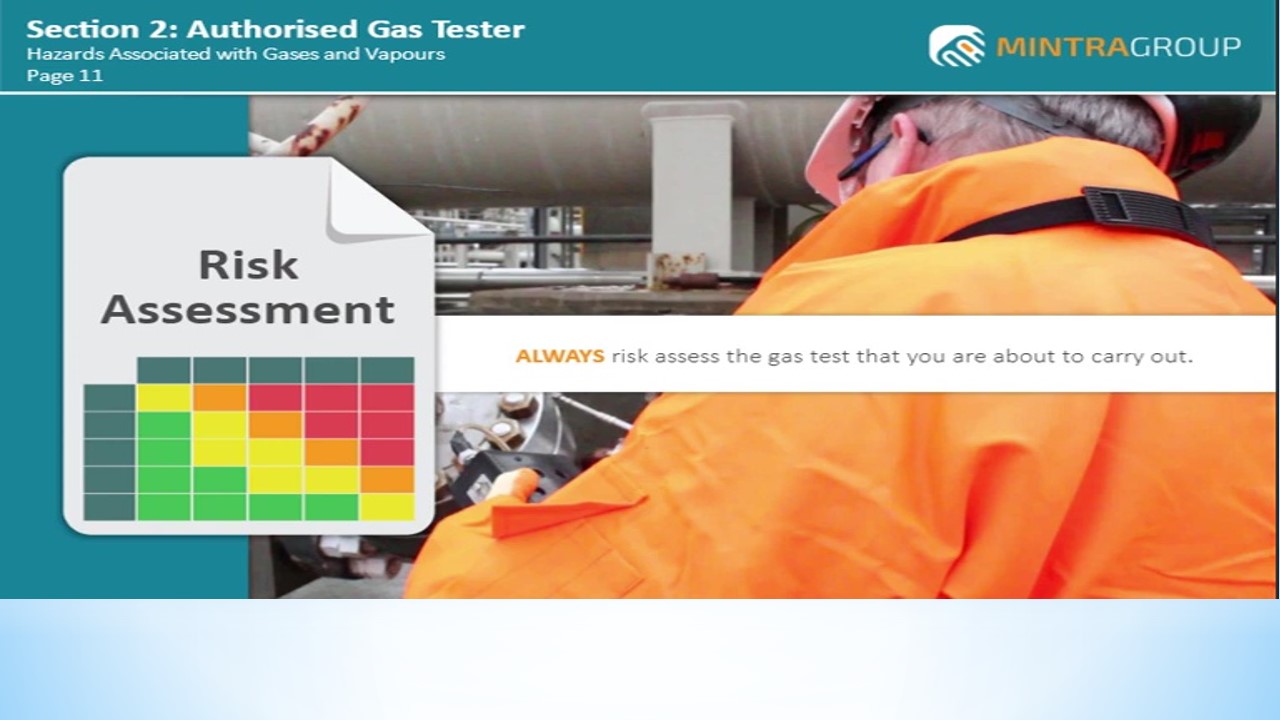 Section 2: Authorised Gas Tester
Hazards Associated with Gases and Vapours
Page 11
MINTRAGROUP
Risk
Assessment
ALWAYS risk assess the gas test that you are about to carry out.